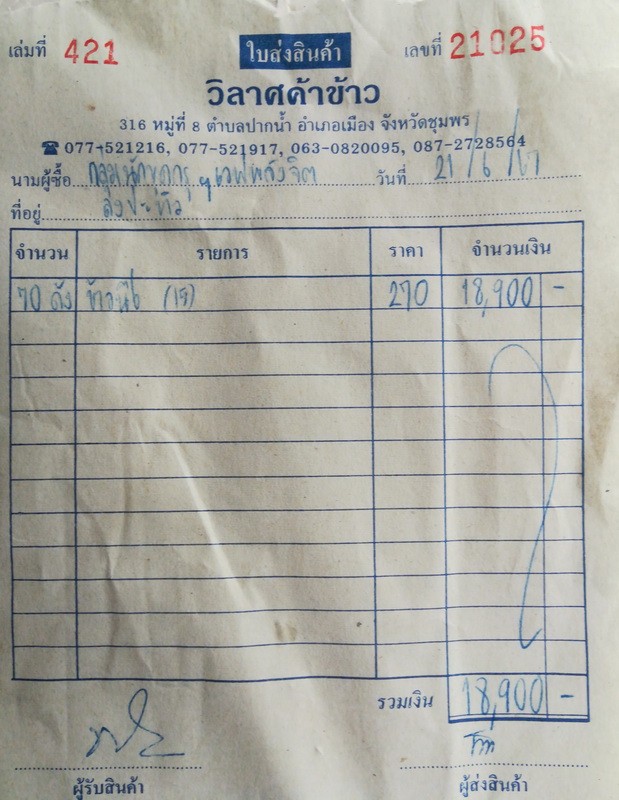 เล่มที่ 421 ใบส่งสินค้า เลขที่ 21025
วิลาศค้าข้าว
316 หมู่ที่ 8 ตำบลปากน้ำ อำเภอเมือง จังหวัดชุมพร
☎ 077-521216, 077-521917, 063-0820095, 087-2728564
นามผู้ซื้อ วันที่ 21/6/67
ที่อยู่
จำนวน รายการ ราคา จำนวนเงิน
70 ถัง (15) 270 18,900 -
รวมเงิน 18,900 -
ผู้รับสินค้า ผู้ส่งสินค้า